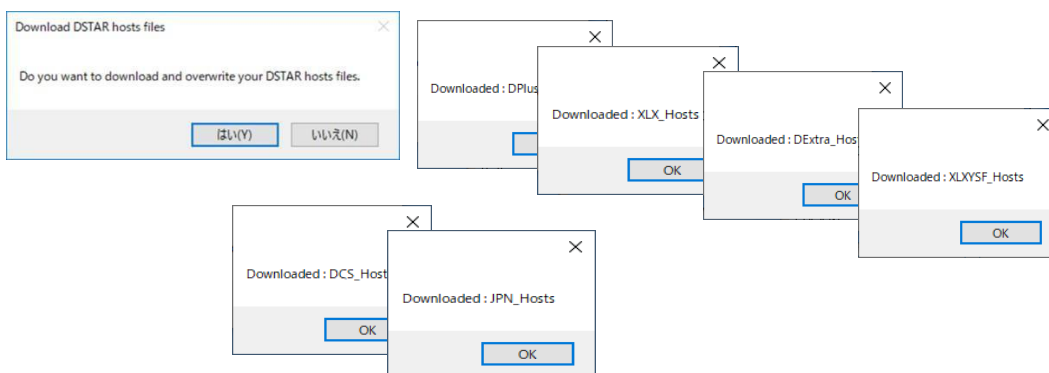 Download DSTAR hosts files
Do you want to download and overwrite your DSTAR hosts files.
はい(Y)
いいえ(N)
Downloaded : DPlus
Downloaded : XLX_Hosts
OK
Downloaded : DExtra_Hos
OK
Downloaded : XLXYSF_Hosts
OK
Downloaded : DCS_Host
OK
Downloaded : JPN_Hosts
OK